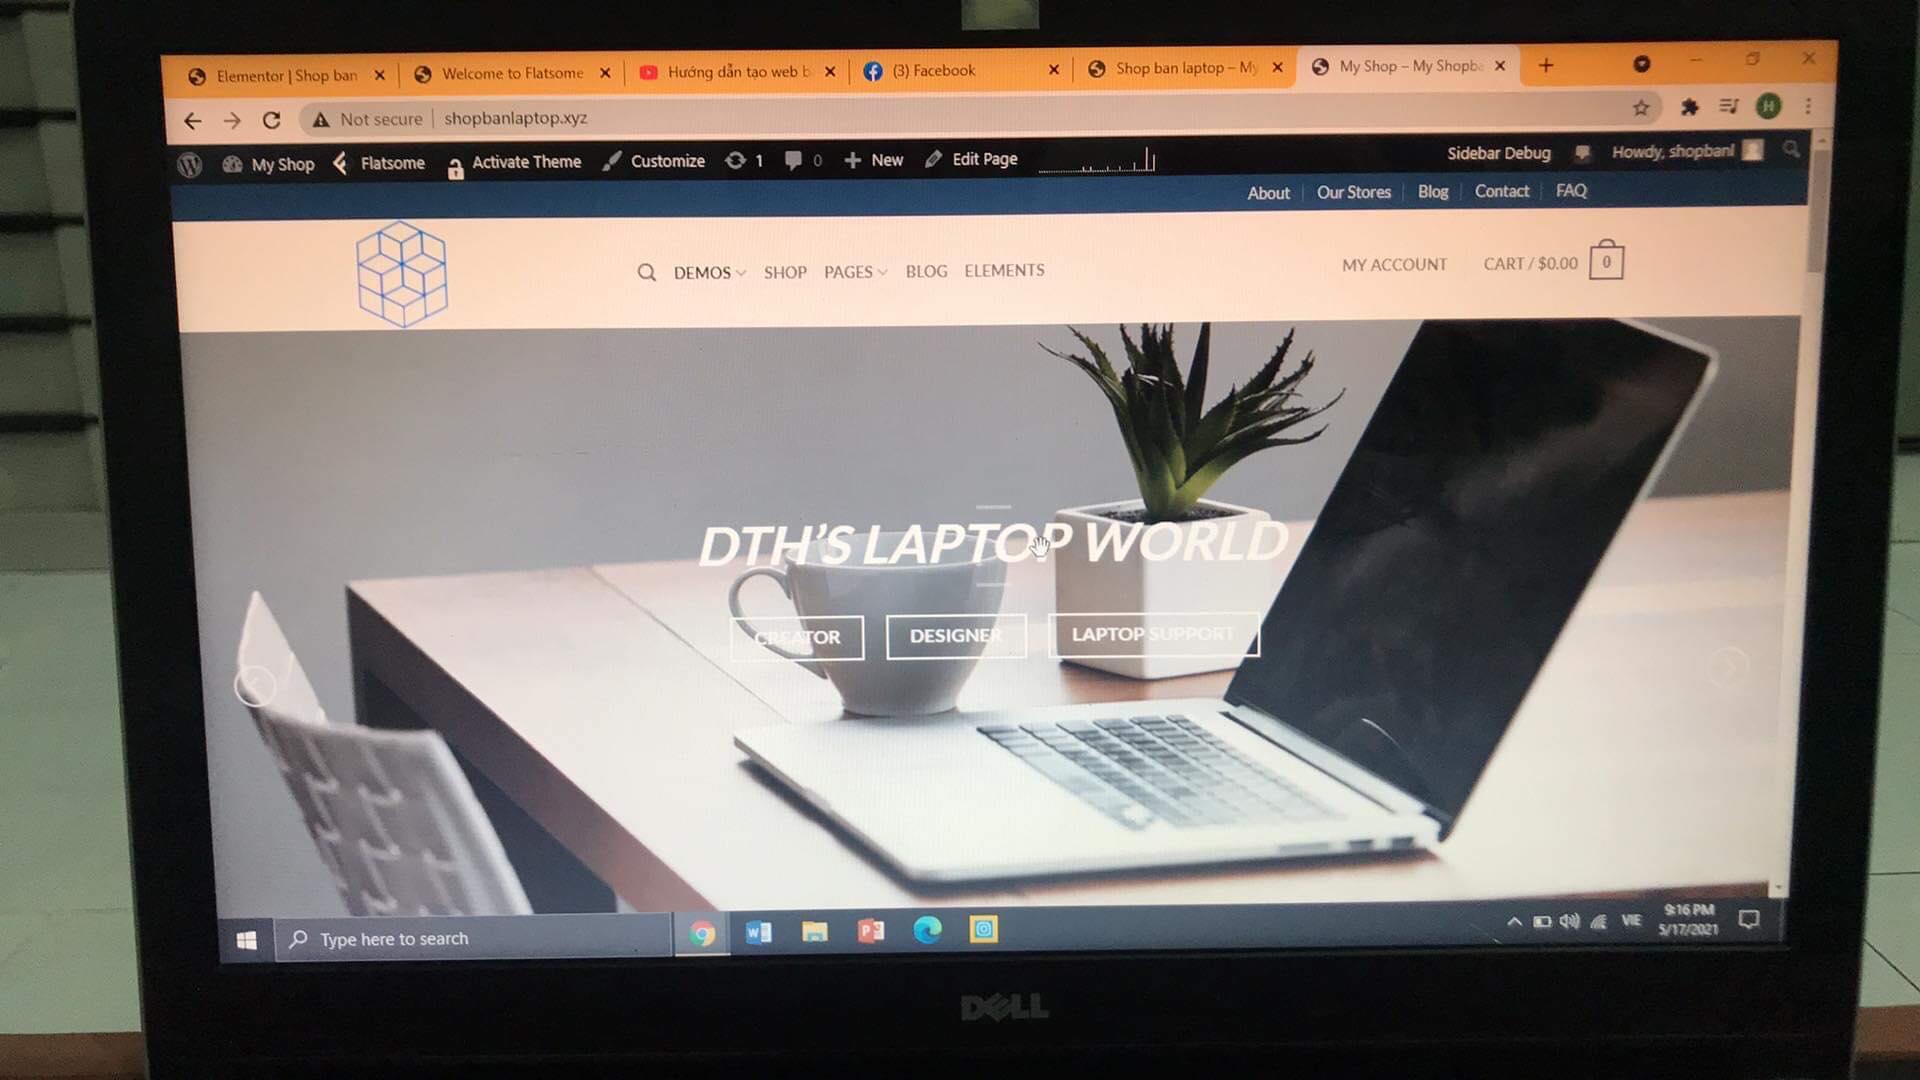 Elementor | Shop ban
Welcome to Flatsome
Hướng dẫn tạo web b
(3) Facebook
Shop ban laptop – My
My Shop – My Shopba
Not secure
shopbanlaptop.xyz
H
My Shop
Flatsome
Activate Theme
Customize
1
0
New
Edit Page
Sidebar Debug
Howdy, shopbanl
About
Our Stores
Blog
Contact
FAQ
DEMOS
SHOP
PAGES
BLOG
ELEMENTS
MY ACCOUNT
CART / $0.00
0
DTH'S LAPTOP WORLD
CREATOR
DESIGNER
LAPTOP SUPPORT
Type here to search
VIE
9:16 PM
5/17/2021
DELL